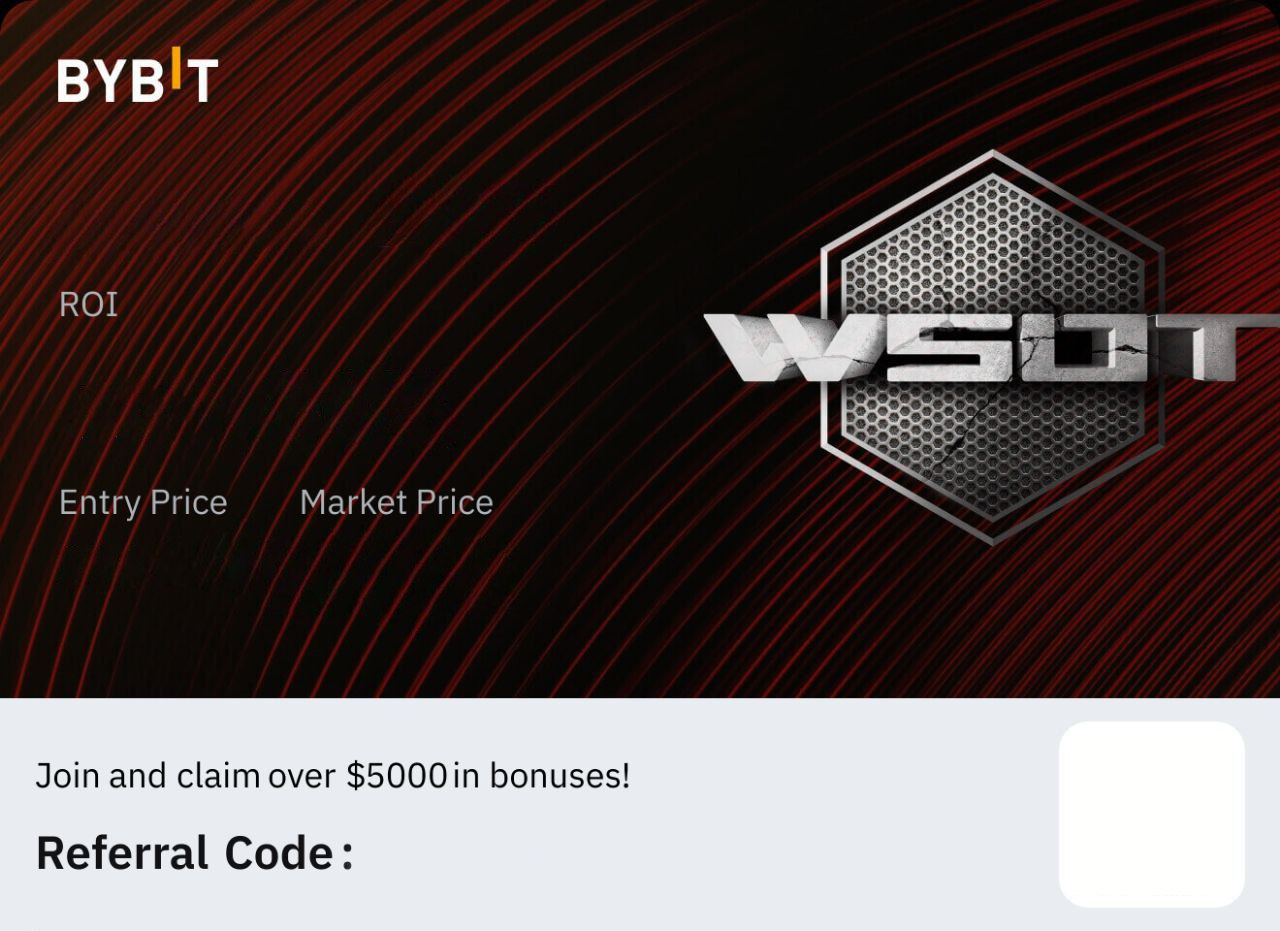 BYBIT
ROI
WSOT
Entry Price Market Price
Join and claim over $5000 in bonuses!
Referral Code: